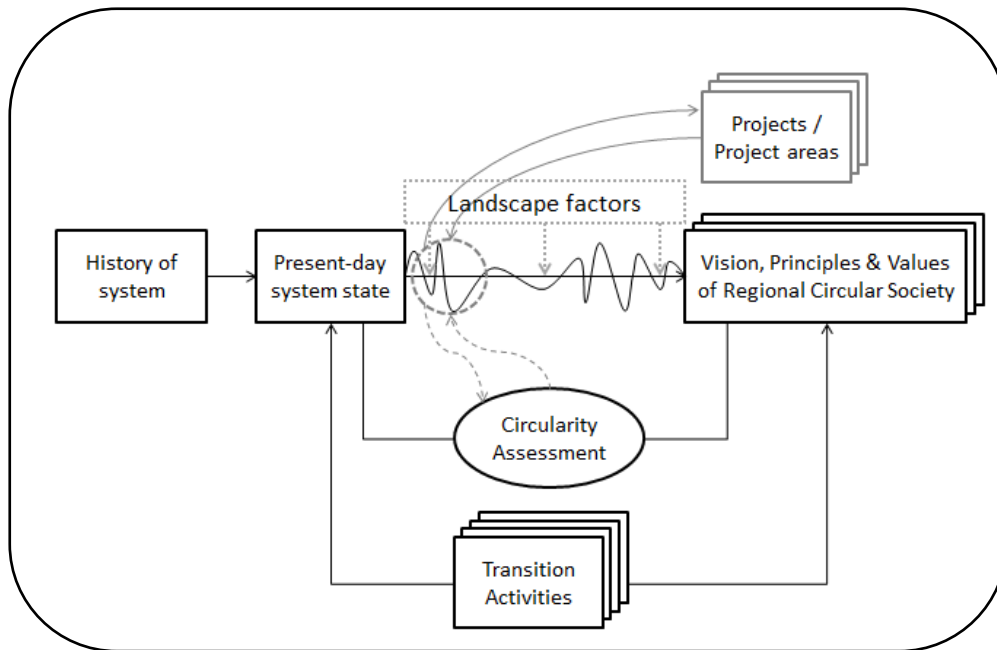 Projects /
Project areas
Landscape factors
History of
system
Present-day
system state
Vision, Principles & Values
of Regional Circular Society
Circularity
Assessment
Transition
Activities